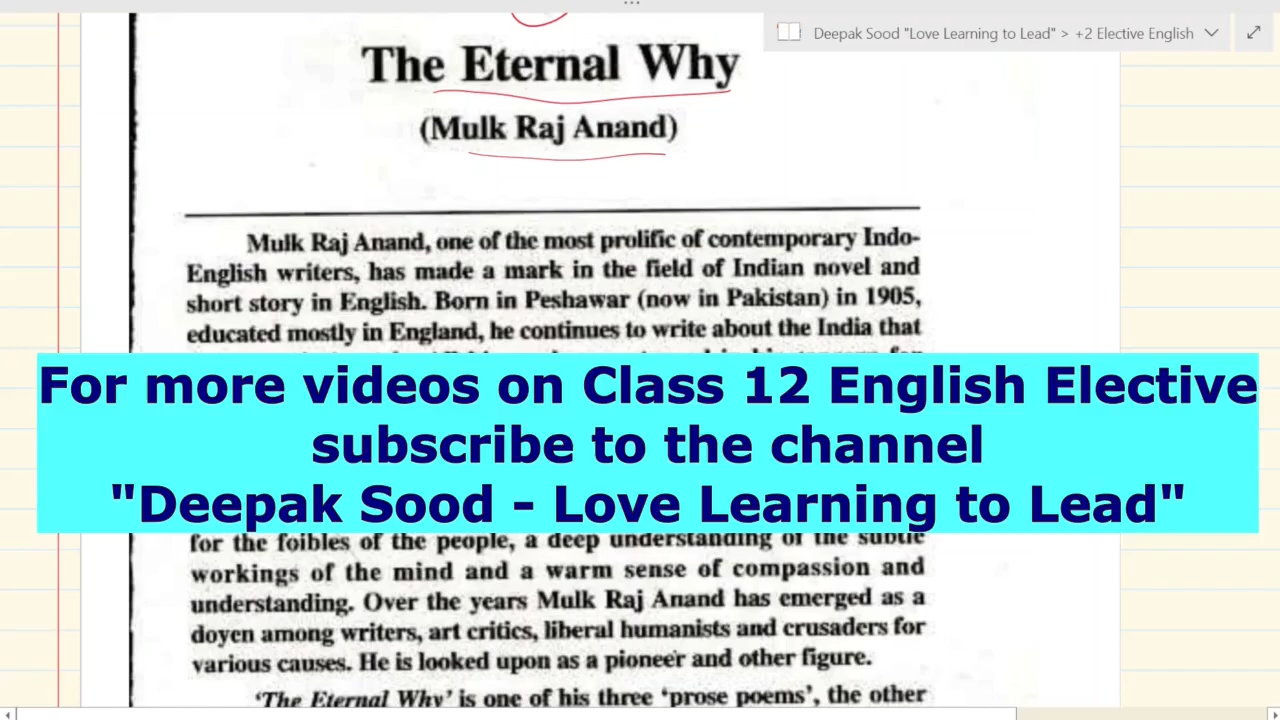 Deepak Sood "Love Learning to Lead" > +2 Elective English
The Eternal Why
(Mulk Raj Anand)
Mulk Raj Anand, one of the most prolific of contemporary Indo-
English writers, has made a mark in the field of Indian novel and
short story in English. Born in Peshawar (now in Pakistan) in 1905,
educated mostly in England, he continues to write about the India that
For more videos on Class 12 English Elective
subscribe to the channel
"Deepak Sood - Love Learning to Lead"
for the foibles of the people, a deep understanding of the subtle
workings of the mind and a warm sense of compassion and
understanding. Over the years Mulk Raj Anand has emerged as a
doyen among writers, art critics, liberal humanists and crusaders for
various causes. He is looked upon as a pioneer and other figure.
'The Eternal Why' is one of his three 'prose poems', the other